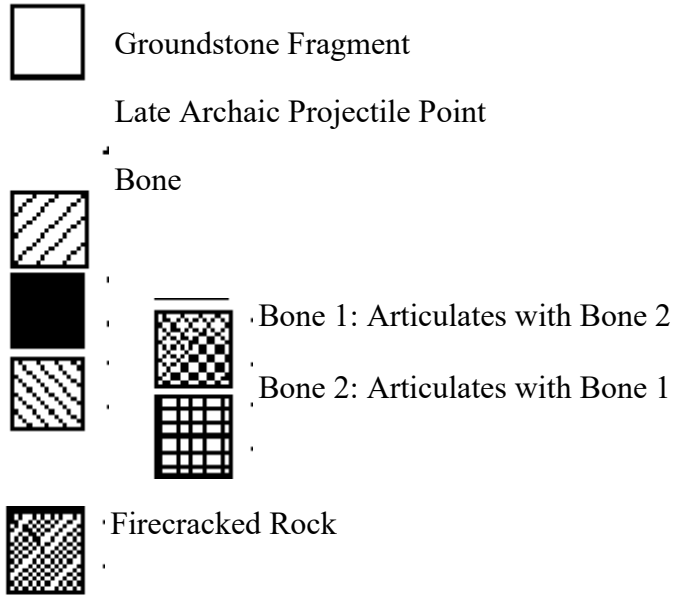 Groundstone Fragment
Late Archaic Projectile Point
Bone
Bone 1: Articulates with Bone 2
Bone 2: Articulates with Bone 1
Firecracked Rock